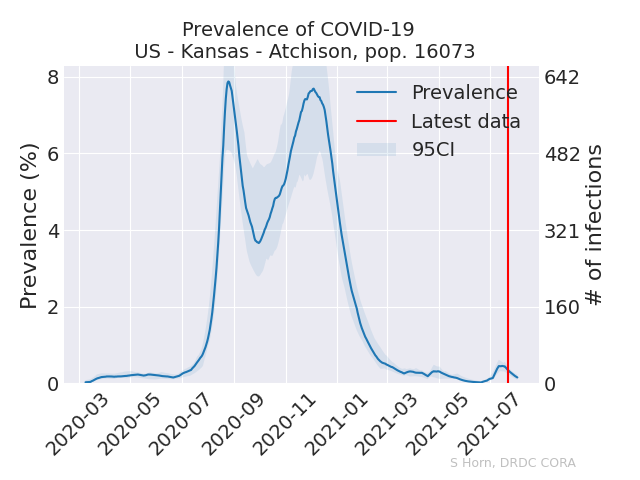 Prevalence of COVID-19
US - Kansas - Atchison, pop. 16073
Prevalence (%)
8
6
4
2
0
642
482
321
160
0
# of infections
Prevalence
Latest data
95CI
2020-03
2020-05
2020-07
2020-09
2020-11
2021-01
2021-03
2021-05
2021-07
S Horn, DRDC CORA